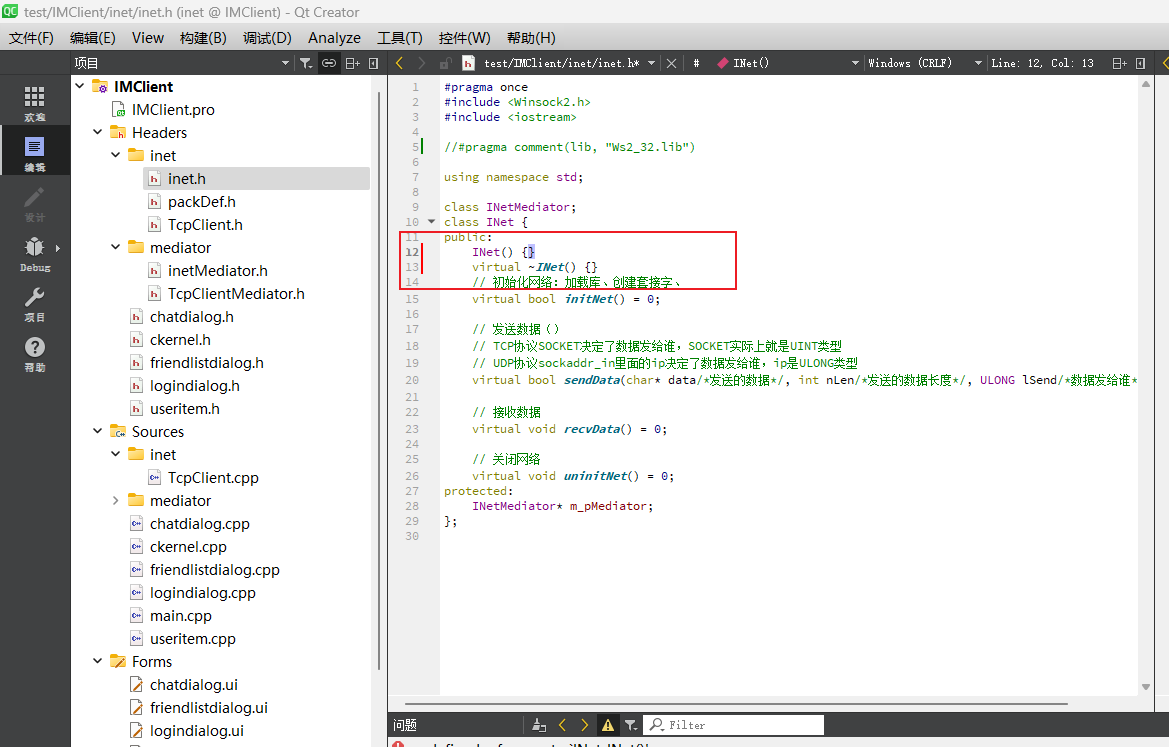 test/IMClient/inet/inet.h (inet @ IMClient) - Qt Creator
文件(F) 编辑(E) View 构建(B) 调试(D) Analyze 工具(T) 控件(W) 帮助(H)
项目
test/IMClient/inet/inet.h* # INet() Windows (CRLF) Line: 12, Col: 13
欢迎
编辑
设计
Debug
项目
帮助
IMClient
IMClient.pro
Headers
inet
inet.h
packDef.h
TcpClient.h
mediator
inetMediator.h
TcpClientMediator.h
chatdialog.h
ckernel.h
friendlistdialog.h
logindialog.h
useritem.h
Sources
inet
TcpClient.cpp
mediator
chatdialog.cpp
ckernel.cpp
friendlistdialog.cpp
logindialog.cpp
main.cpp
useritem.cpp
Forms
chatdialog.ui
friendlistdialog.ui
logindialog.ui
1 #pragma once
2 #include <Winsock2.h>
3 #include <iostream>
4
5 //#pragma comment(lib, "Ws2_32.lib")
6
7 using namespace std;
8
9 class INetMediator;
10 class INet {
11 public:
12 INet() {}
13 virtual ~INet() {}
14 // 初始化网络：加载库、创建套接字、
15 virtual bool initNet() = 0;
16
17 // 发送数据（）
18 // TCP协议SOCKET决定了数据发给谁，SOCKET实际上就是UINT类型
19 // UDP协议sockaddr_in里面的ip决定了数据发给谁，ip是ULONG类型
20 virtual bool sendData(char* data/*发送的数据*/, int nLen/*发送的数据长度*/, ULONG lSend/*数据发给谁*
21
22 // 接收数据
23 virtual void recvData() = 0;
24
25 // 关闭网络
26 virtual void uninitNet() = 0;
27 protected:
28 INetMediator* m_pMediator;
29 };
30
问题 Filter